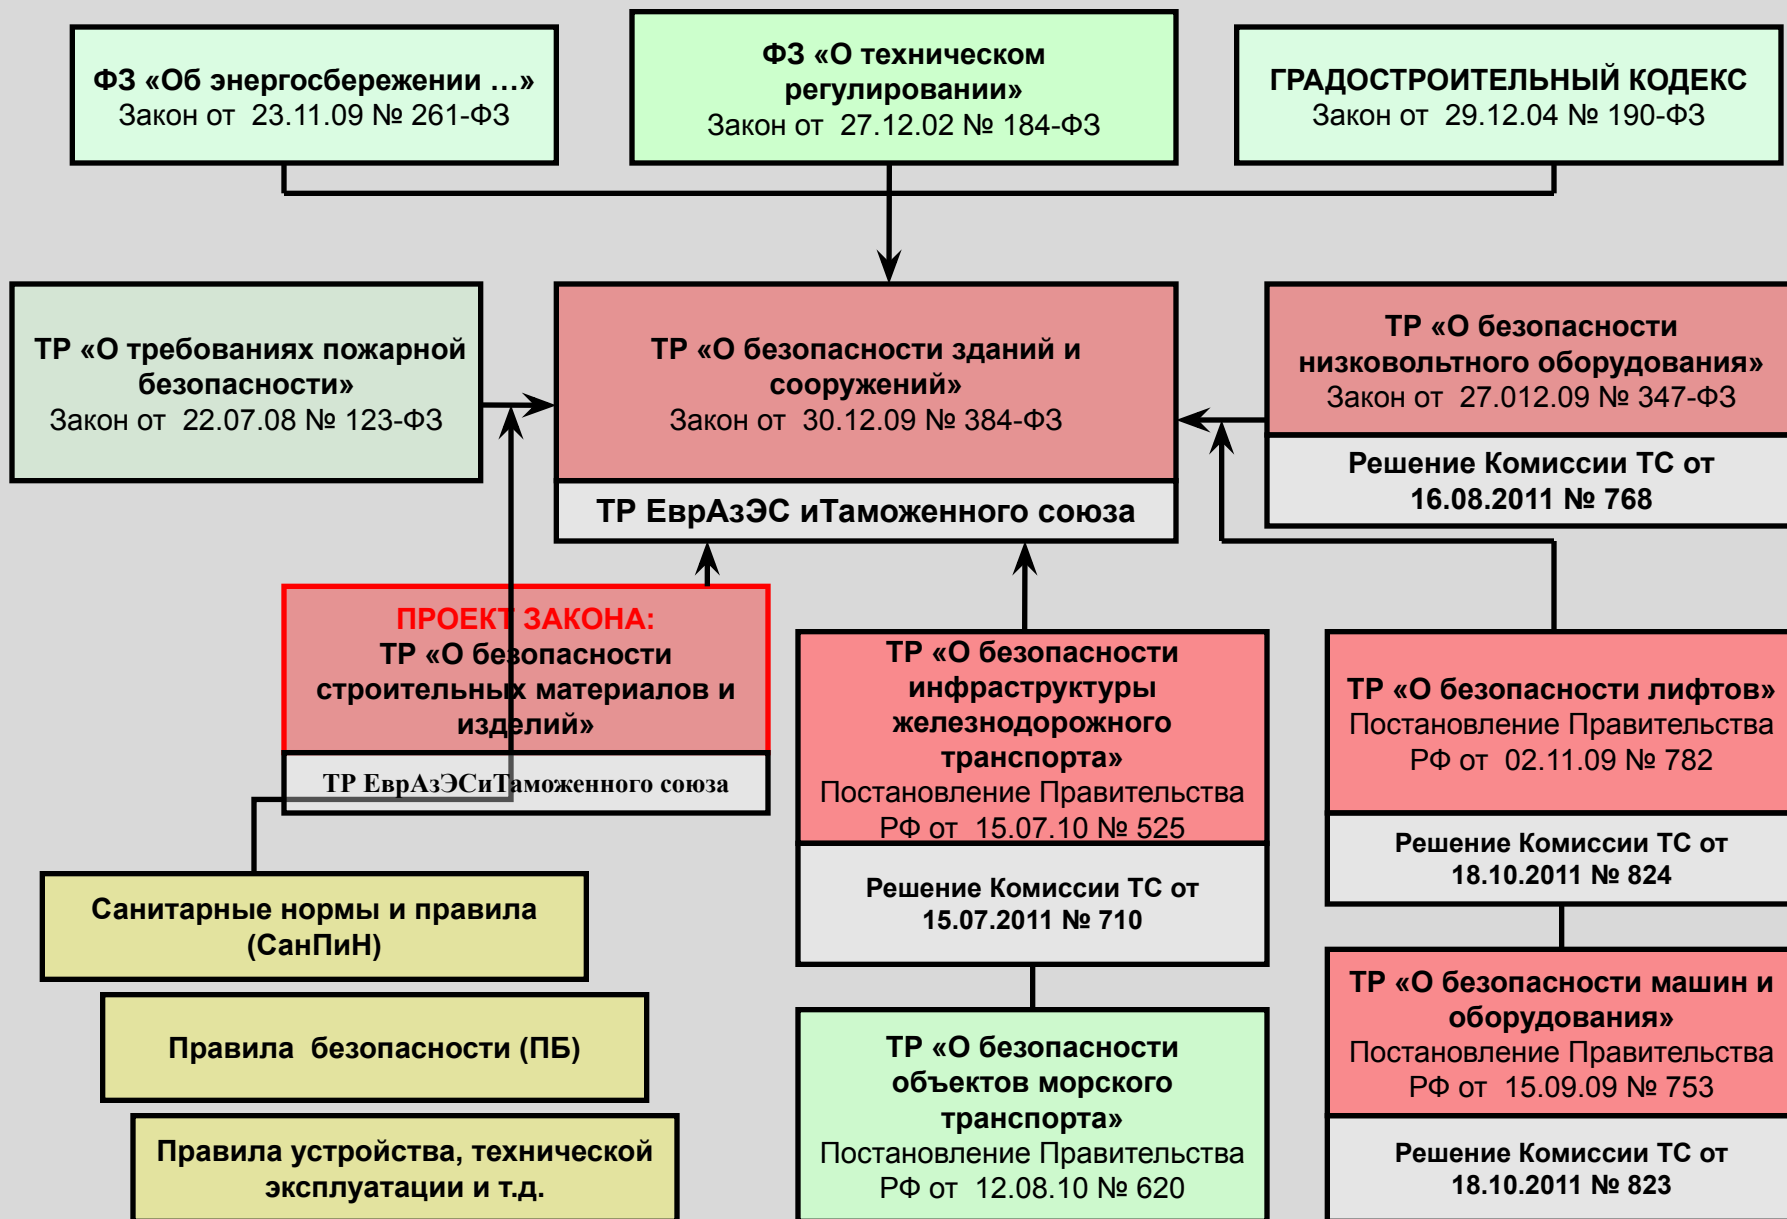 ФЗ «Об энергосбережении …»
Закон от 23.11.09 № 261-ФЗ
ФЗ «О техническом
регулировании»
Закон от 27.12.02 № 184-ФЗ
ГРАДОСТРОИТЕЛЬНЫЙ КОДЕКС
Закон от 29.12.04 № 190-ФЗ
ТР «О требованиях пожарной
безопасности»
Закон от 22.07.08 № 123-ФЗ
ТР «О безопасности зданий и
сооружений»
Закон от 30.12.09 № 384-ФЗ
ТР ЕврАзЭС иТаможенного союза
ТР «О безопасности
низковольтного оборудования»
Закон от 27.012.09 № 347-ФЗ
Решение Комиссии ТС от
16.08.2011 № 768
ПРОЕКТ ЗАКОНА:
ТР «О безопасности
строительных материалов и
изделий»
ТР ЕврАзЭСиТаможенного союза
ТР «О безопасности
инфраструктуры
железнодорожного
транспорта»
Постановление Правительства
РФ от 15.07.10 № 525
Решение Комиссии ТС от
15.07.2011 № 710
ТР «О безопасности лифтов»
Постановление Правительства
РФ от 02.11.09 № 782
Решение Комиссии ТС от
18.10.2011 № 824
Санитарные нормы и правила
(СанПиН)
Правила безопасности (ПБ)
Правила устройства, технической
эксплуатации и т.д.
ТР «О безопасности
объектов морского
транспорта»
Постановление Правительства
РФ от 12.08.10 № 620
ТР «О безопасности машин и
оборудования»
Постановление Правительства
РФ от 15.09.09 № 753
Решение Комиссии ТС от
18.10.2011 № 823